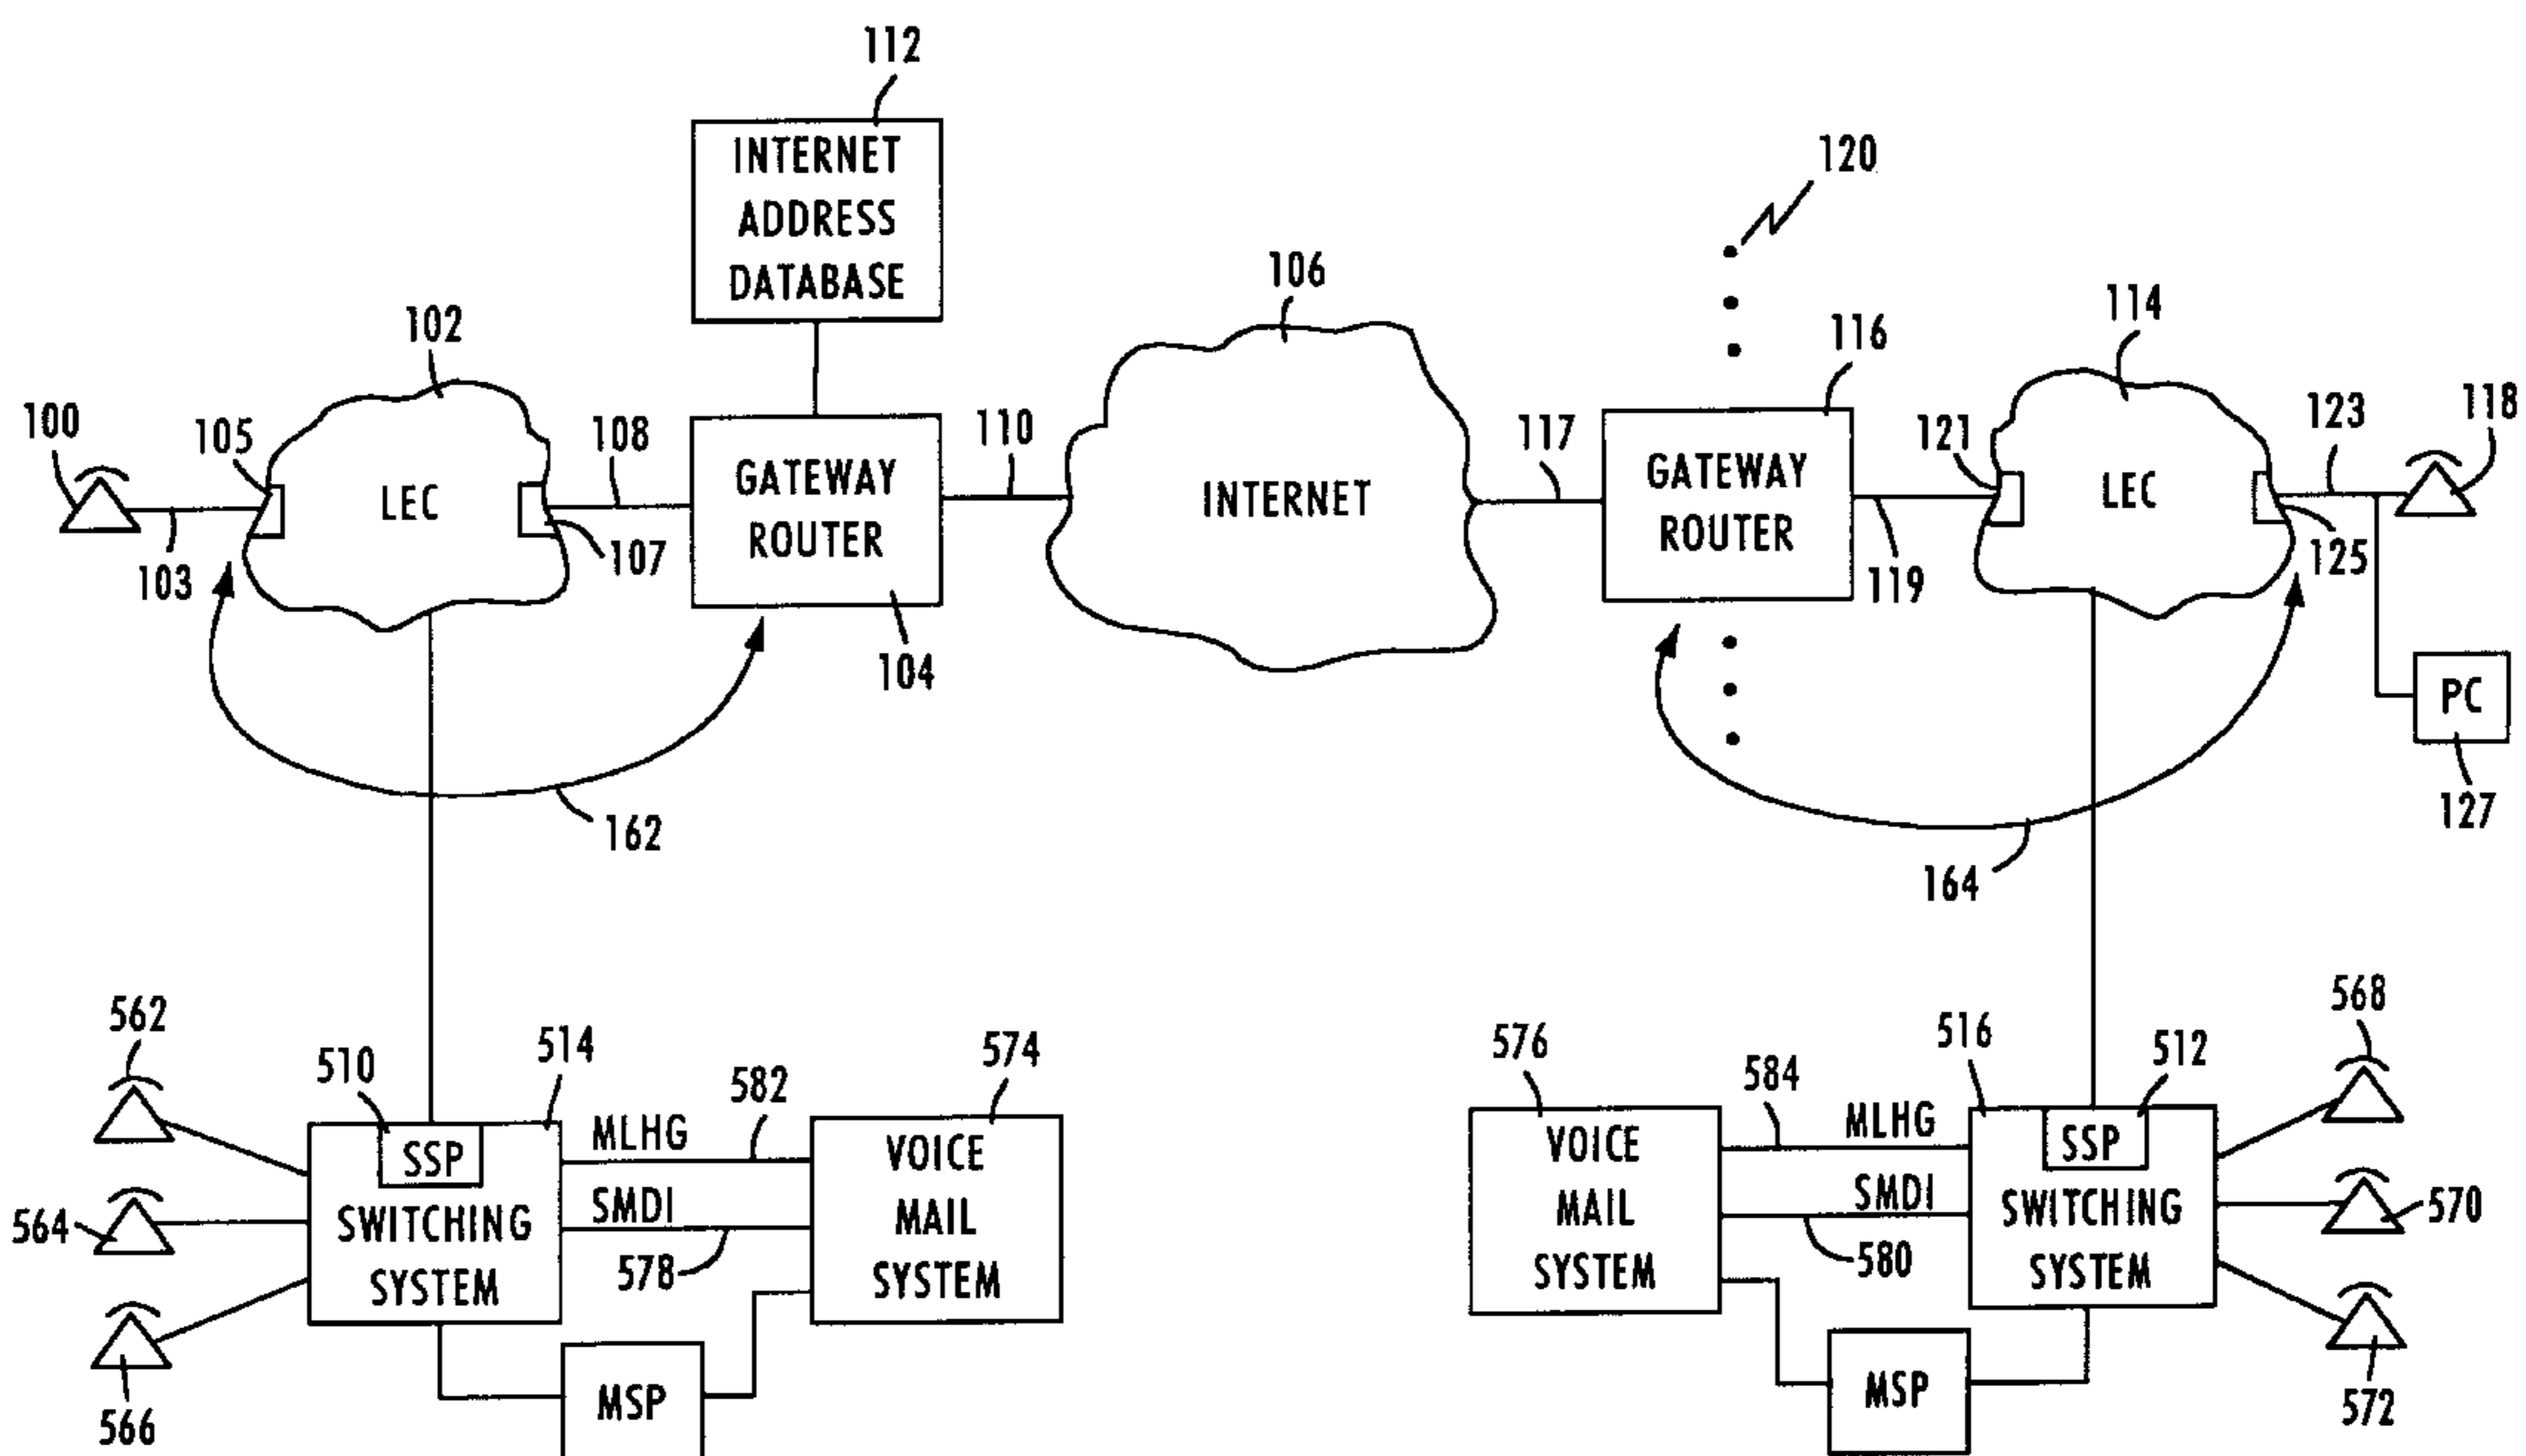 112
INTERNET
ADDRESS
DATABASE
120
106
102
116
114
100
105
108
110
117
121
123
118
LEC
GATEWAY
ROUTER
INTERNET
GATEWAY
ROUTER
LEC
103
107
104
119
125
PC
127
162
164
562
510
514
582
574
576
584
516
512
568
MLHG
SSP
VOICE
MAIL
SYSTEM
VOICE
MAIL
SYSTEM
MLHG
SSP
564
SWITCHING
SYSTEM
SMDI
578
SMDI
580
SWITCHING
SYSTEM
570
566
MSP
MSP
572